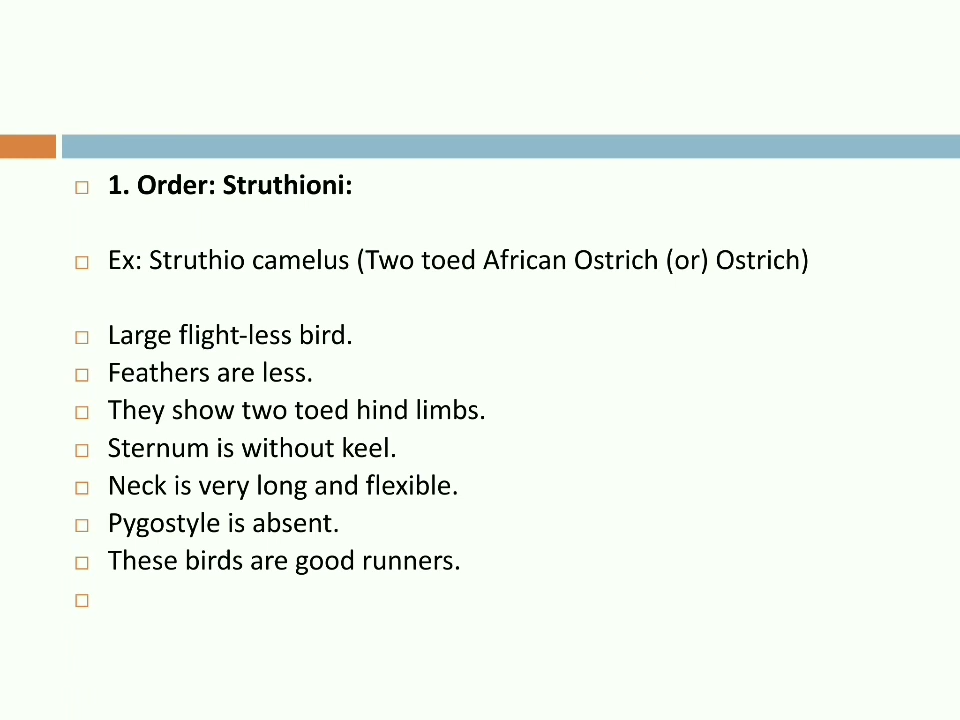 1. Order: Struthioni:
Ex: Struthio camelus (Two toed African Ostrich (or) Ostrich)
Large flight-less bird.
Feathers are less.
They show two toed hind limbs.
Sternum is without keel.
Neck is very long and flexible.
Pygostyle is absent.
These birds are good runners.